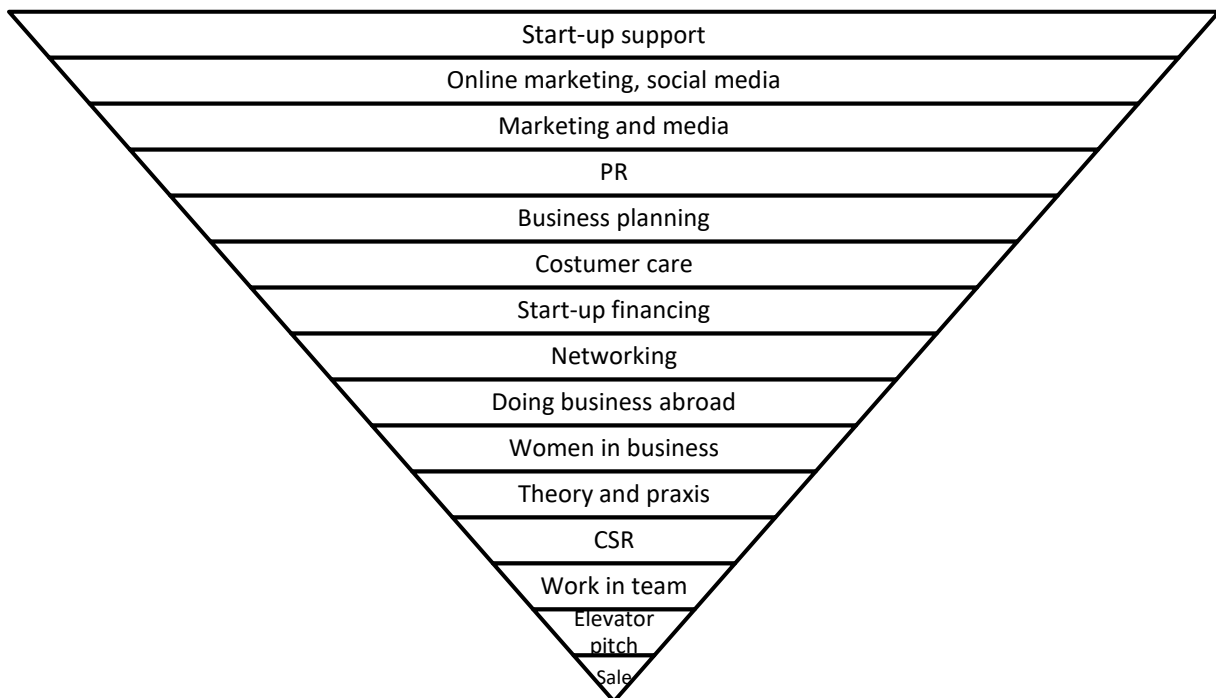 Start-up support
Online marketing, social media
Marketing and media
PR
Business planning
Costumer care
Start-up financing
Networking
Doing business abroad
Women in business
Theory and praxis
CSR
Work in team
Elevator
pitch
Sale